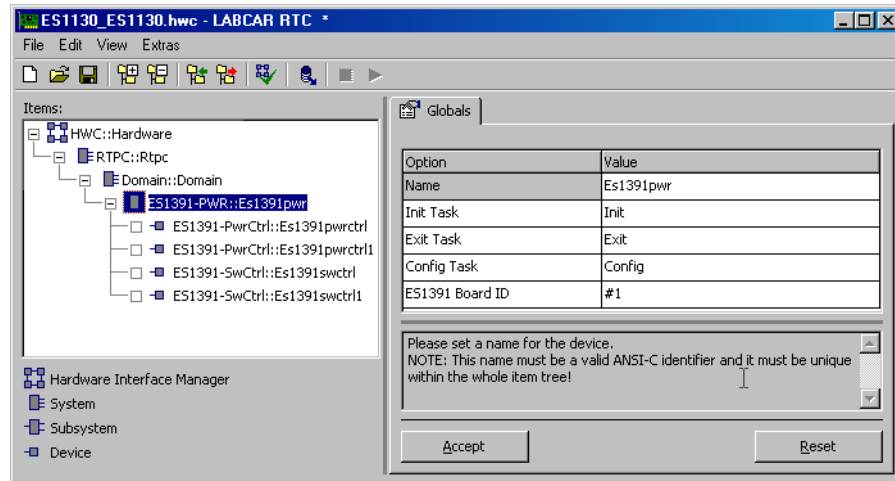 ES1130_ES1130.hwc - LABCAR RTC *
File Edit View Extras
Items:
HWC::Hardware
RTPC::Rtpc
Domain::Domain
ES1391-PWR::Es1391pwr
ES1391-PwrCtrl::Es1391pwrctrl
ES1391-PwrCtrl::Es1391pwrctrl1
ES1391-SwCtrl::Es1391swctrl
ES1391-SwCtrl::Es1391swctrl1
Hardware Interface Manager
System
Subsystem
Device
Globals
Option Value
Name Es1391pwr
Init Task Init
Exit Task Exit
Config Task Config
ES1391 Board ID #1
Please set a name for the device.
NOTE: This name must be a valid ANSI-C identifier and it must be unique
within the whole item tree!
Accept Reset